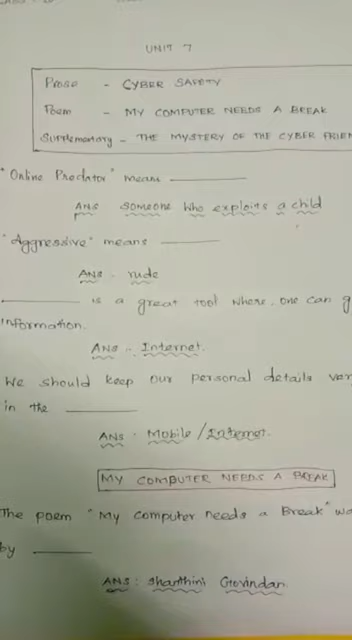 UNIT 7
Prose - CYBER SAFETY
Poem - MY COMPUTER NEEDS A BREAK
Supplementary - THE MYSTERY OF THE CYBER FRIEN
"Online Predator" means
ANS someone who exploits a child
"Aggressive" means
ANS. rude
is a great tool where, one can g
information.
ANS.. Internet.
We should keep our personal details
in the
ANS. Mobile/Internet.
MY COMPUTER NEEDS A BREAK
The poem "My Computer needs a Break" wa
by
ANS: Shanthini Govindan.